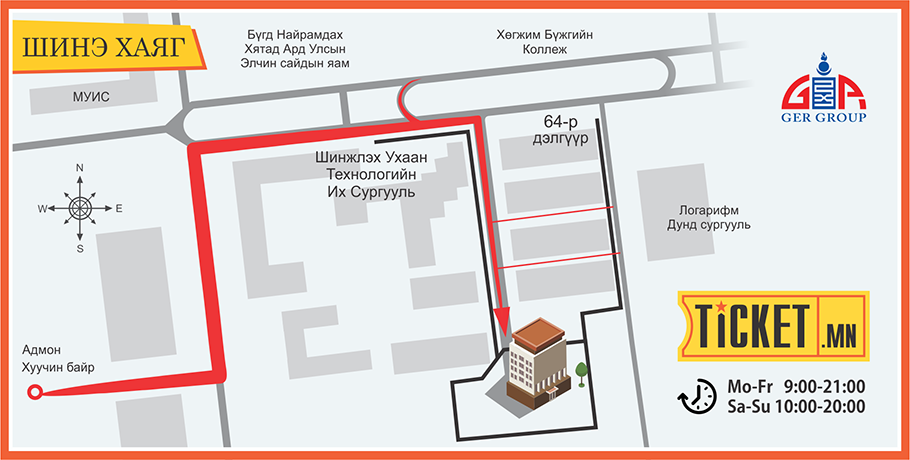 ШИНЭ ХАЯГ
Бүгд Найрамдах
Хятад Ард Улсын
Элчин сайдын яам
Хөгжим Бүжгийн
Коллеж
МУИС
GER GROUP
64-р
дэлгүүр
Шинжлэх Ухаан
Технологийн
Их Сургууль
N
W
E
S
Логарифм
Дунд сургууль
TiCKET.MN
Адмон
Хуучин байр
Mo-Fr 9:00-21:00
Sa-Su 10:00-20:00